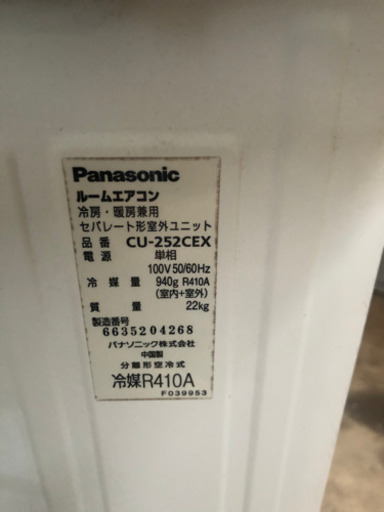 Panasonic
ルームエアコン
冷房・暖房兼用
セパレート形室外ユニット
品番 CU-252CEX
電源 単相
100V 50/60Hz
冷媒量 940g R410A
(室内+室外)
質量 22kg
製造番号
6635204268
パナソニック株式会社
中国製
分離形空冷式
冷媒R410A
F039953